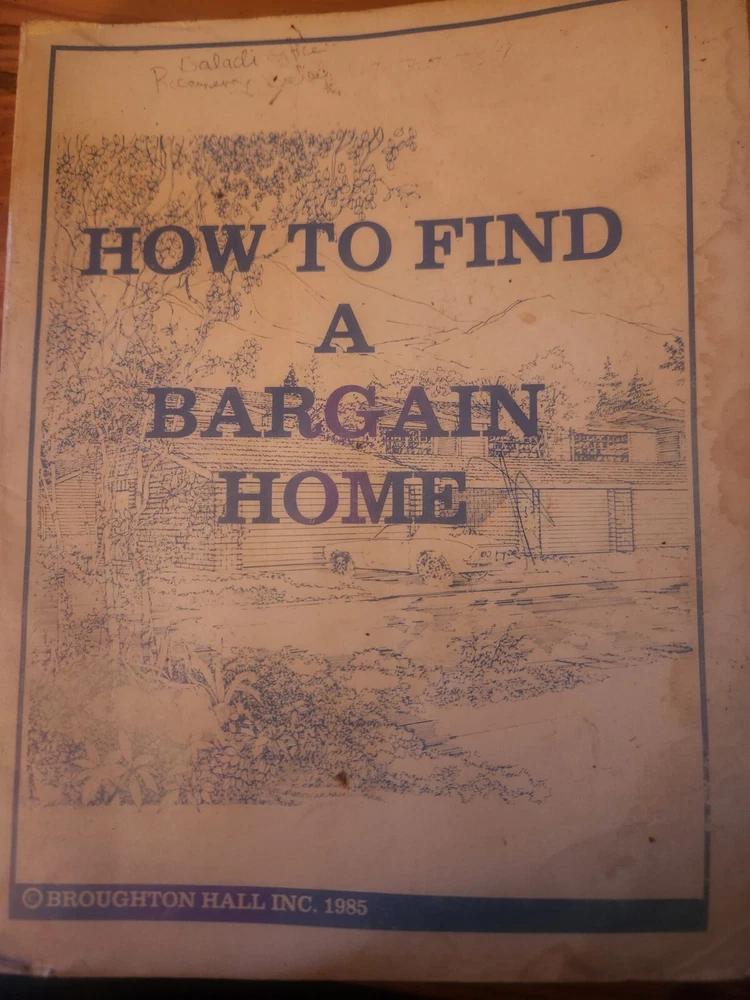 HOW TO FIND
A
BARGAIN
HOME
© BROUGHTON HALL INC. 1985